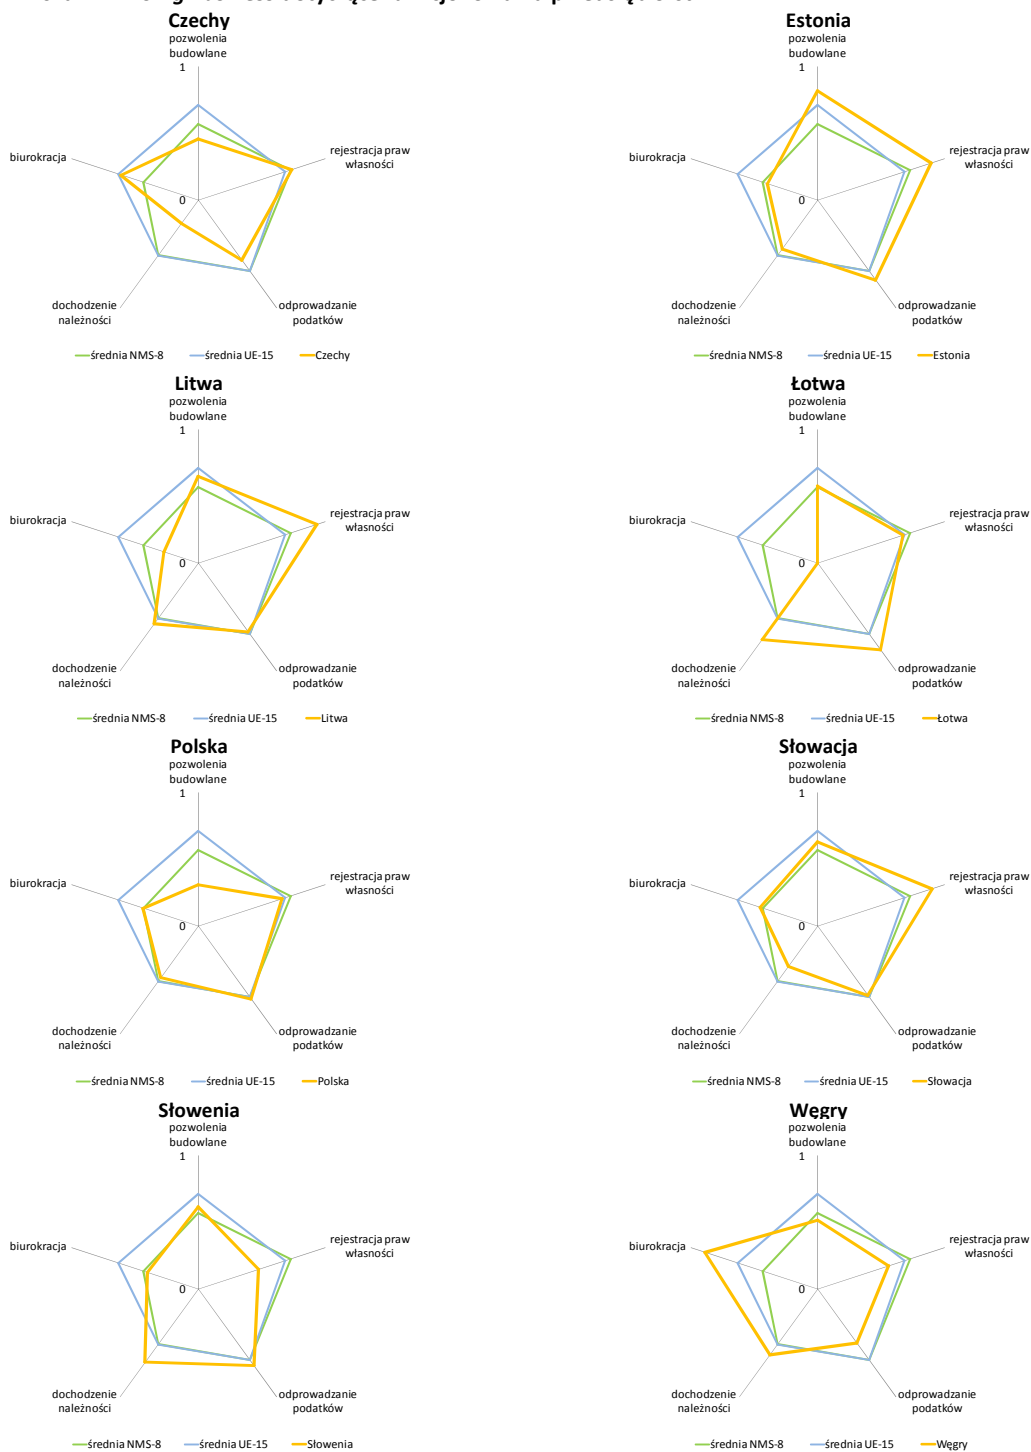 Czechy
pozwolenia
budowlane
1
rejestracja praw
własności
biurokracja
0
dochodzenie
należności
odprowadzanie
podatków
średnia NMS-8 średnia UE-15 Czechy
Estonia
pozwolenia
budowlane
1
rejestracja praw
własności
biurokracja
0
dochodzenie
należności
odprowadzanie
podatków
średnia NMS-8 średnia UE-15 Estonia
Litwa
pozwolenia
budowlane
1
rejestracja praw
własności
biurokracja
0
dochodzenie
należności
odprowadzanie
podatków
średnia NMS-8 średnia UE-15 Litwa
Łotwa
pozwolenia
budowlane
1
rejestracja praw
własności
biurokracja
0
dochodzenie
należności
odprowadzanie
podatków
średnia NMS-8 średnia UE-15 Łotwa
Polska
pozwolenia
budowlane
1
rejestracja praw
własności
biurokracja
0
dochodzenie
należności
odprowadzanie
podatków
średnia NMS-8 średnia UE-15 Polska
Słowacja
pozwolenia
budowlane
1
rejestracja praw
własności
biurokracja
0
dochodzenie
należności
odprowadzanie
podatków
średnia NMS-8 średnia UE-15 Słowacja
Słowenia
pozwolenia
budowlane
1
rejestracja praw
własności
biurokracja
0
dochodzenie
należności
odprowadzanie
podatków
średnia NMS-8 średnia UE-15 Słowenia
Węgry
pozwolenia
budowlane
1
rejestracja praw
własności
biurokracja
0
dochodzenie
należności
odprowadzanie
podatków
średnia NMS-8 średnia UE-15 Węgry